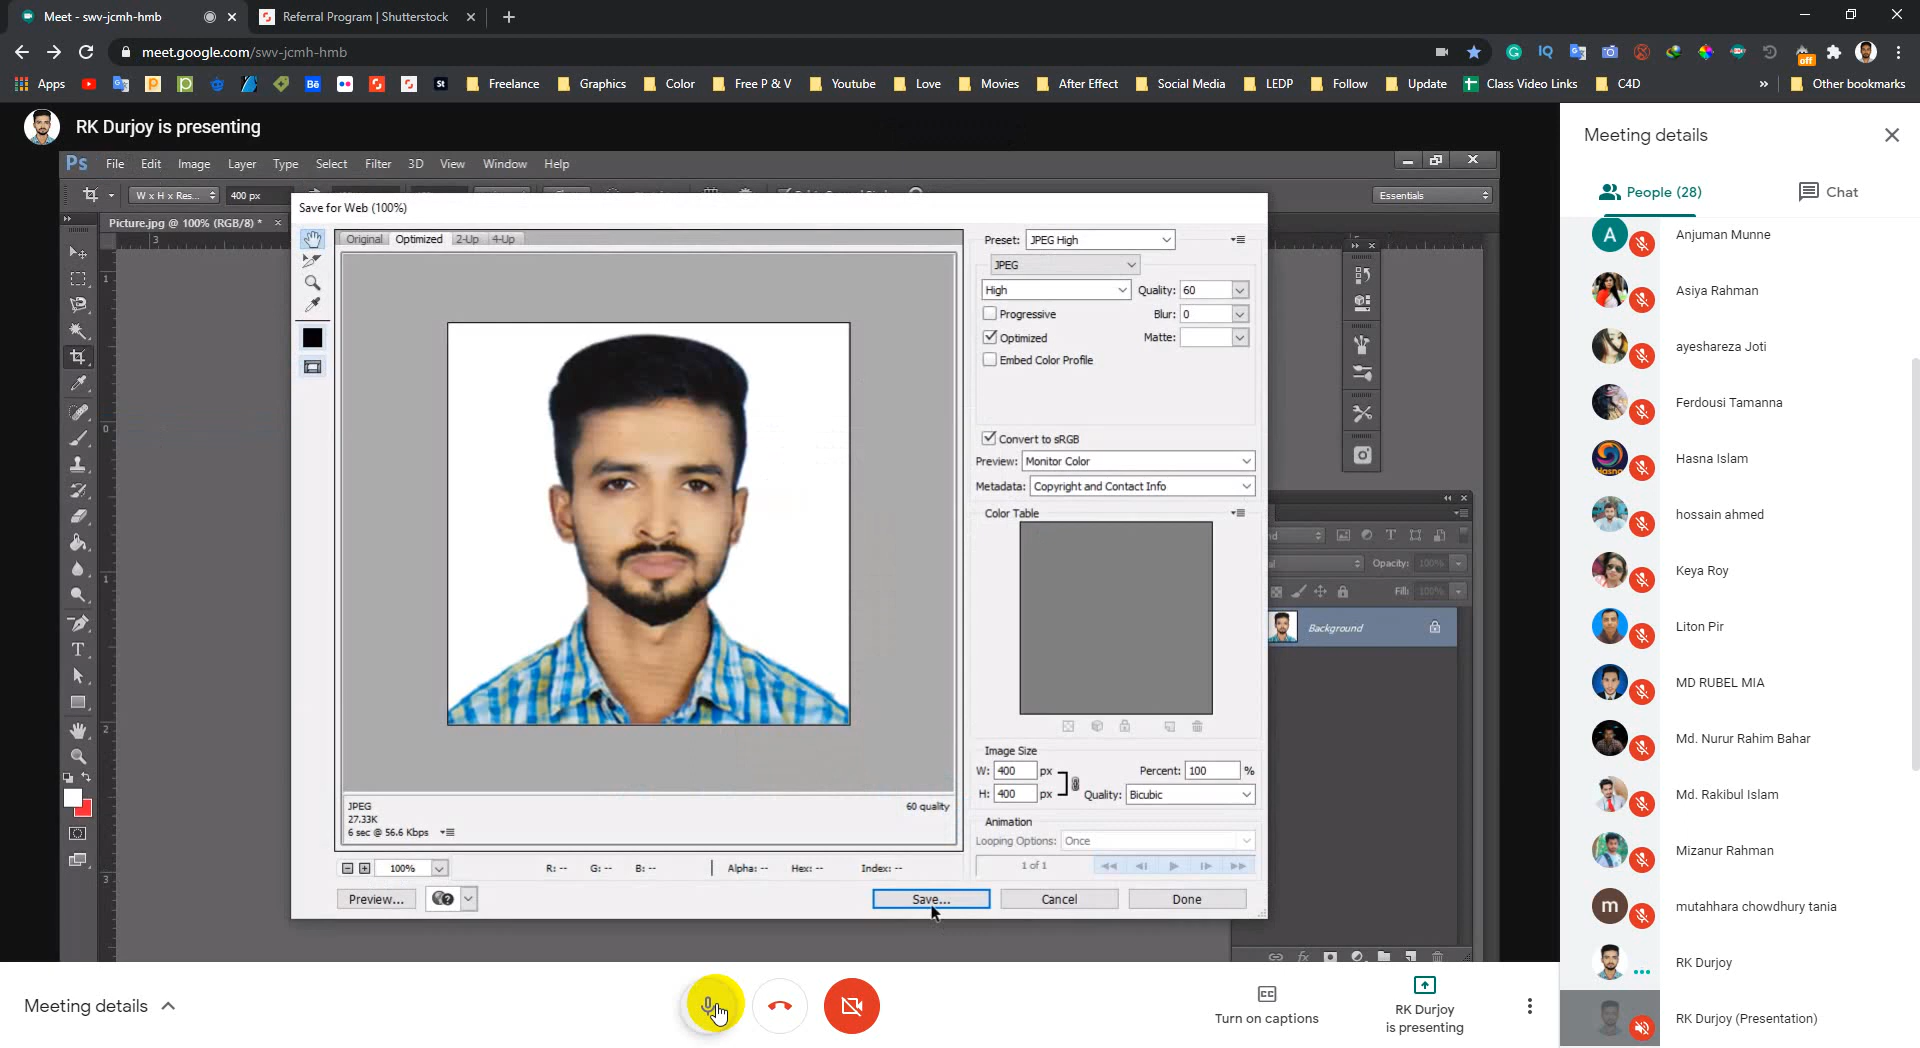 Meet - swv-jcmh-hmb
Referral Program | Shutterstock
meet.google.com/swv-jcmh-hmb
off
Apps
Bē
St
Freelance
Graphics
Color
Free P & V
Youtube
Love
Movies
After Effect
Social Media
LEDP
Follow
Update
Class Video Links
C4D
Other bookmarks
RK Durjoy is presenting
Ps File Edit Image Layer Type Select Filter 3D View Window Help
W x H x Res... 400 px
Essentials
Picture.jpg @ 100% (RGB/8) *
Save for Web (100%)
Original Optimized 2-Up 4-Up
Preset: JPEG High
JPEG
High Quality: 60
Progressive Blur: 0
Optimized Matte:
Embed Color Profile
Convert to sRGB
Preview: Monitor Color
Metadata: Copyright and Contact Info
Color Table
Image Size
W: 400 px Percent: 100 %
H: 400 px Quality: Bicubic
Animation
Looping Options: Once
1 of 1
JPEG 60 quality
27.33K
6 sec @ 56.6 Kbps
100% R: -- G: -- B: -- Alpha: -- Hex: -- Index: --
Preview... Save... Cancel Done
Opacity: 100%
Fill: 100%
Background
Meeting details
People (28)
Chat
A Anjuman Munne
Asiya Rahman
ayeshareza Joti
Ferdousi Tamanna
Hasna Hasna Islam
hossain ahmed
Keya Roy
Liton Pir
MD RUBEL MIA
Md. Nurur Rahim Bahar
Md. Rakibul Islam
Mizanur Rahman
m mutahhara chowdhury tania
RK Durjoy
RK Durjoy (Presentation)
Meeting details
Turn on captions
RK Durjoy
is presenting